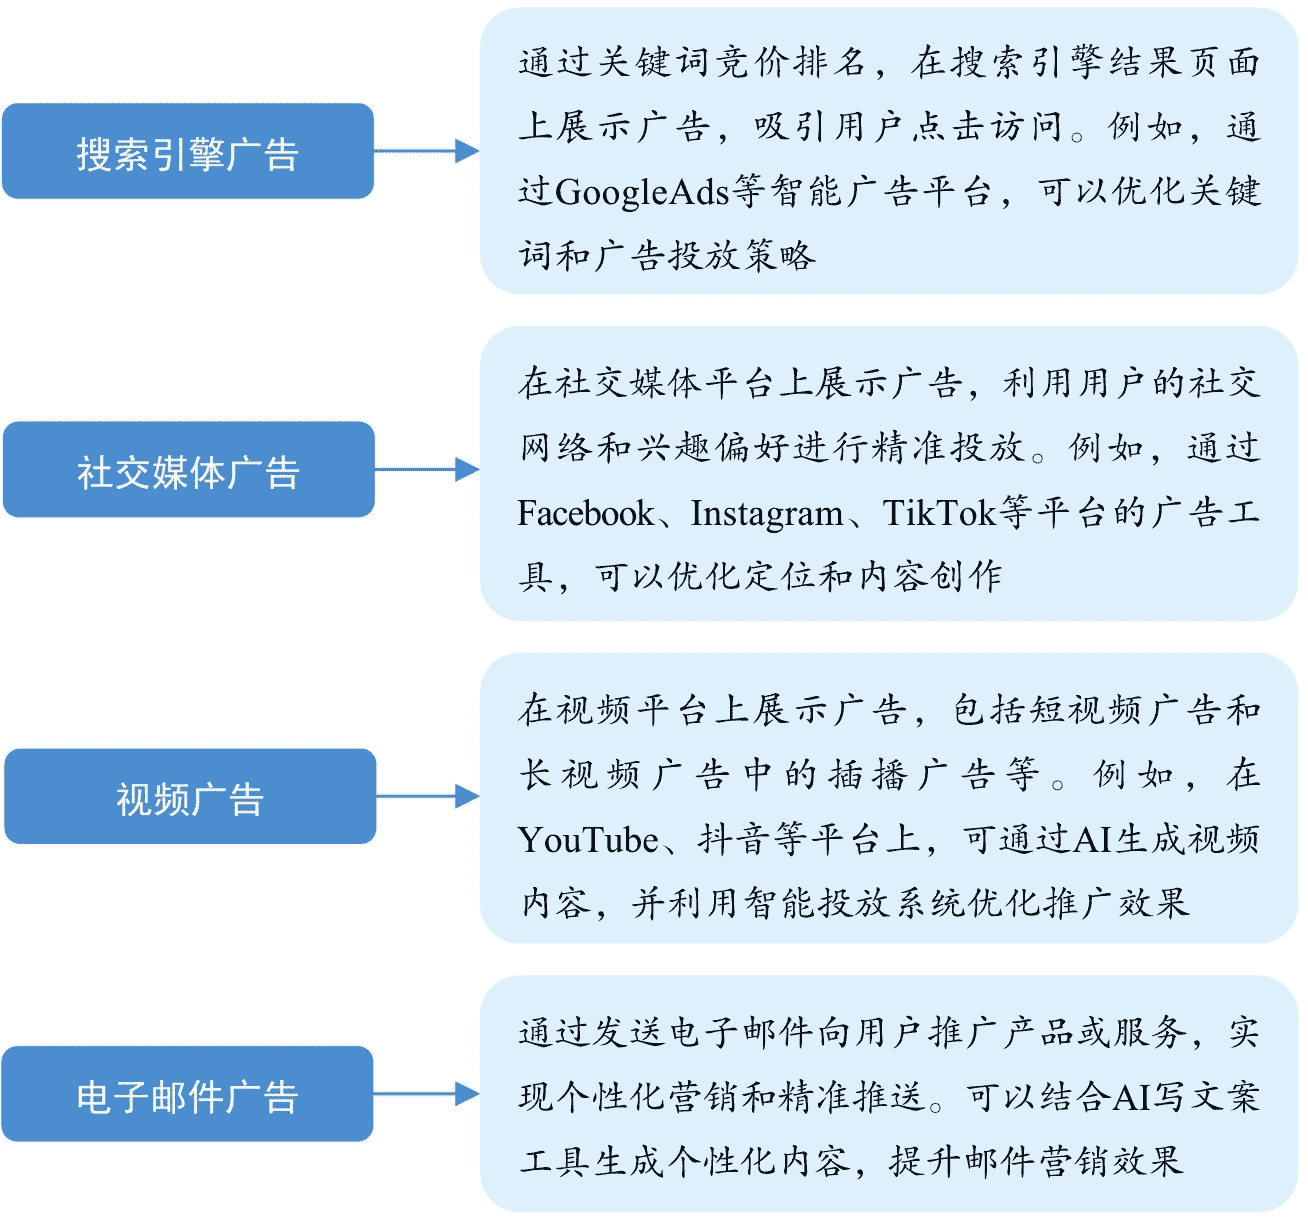 搜索引擎广告
通过关键词竞价排名，在搜索引擎结果页面
上展示广告，吸引用户点击访问。例如，通
过GoogleAds等智能广告平台，可以优化关键
词和广告投放策略
社交媒体广告
在社交媒体平台上展示广告，利用用户的社交
网络和兴趣偏好进行精准投放。例如，通过
Facebook、Instagram、TikTok等平台的广告工
具，可以优化定位和内容创作
视频广告
在视频平台上展示广告，包括短视频广告和
长视频广告中的插播广告等。例如，在
YouTube、抖音等平台上，可通过AI生成视频
内容，并利用智能投放系统优化推广效果
电子邮件广告
通过发送电子邮件向用户推广产品或服务，实
现个性化营销和精准推送。可以结合AI写文案
工具生成个性化内容，提升邮件营销效果